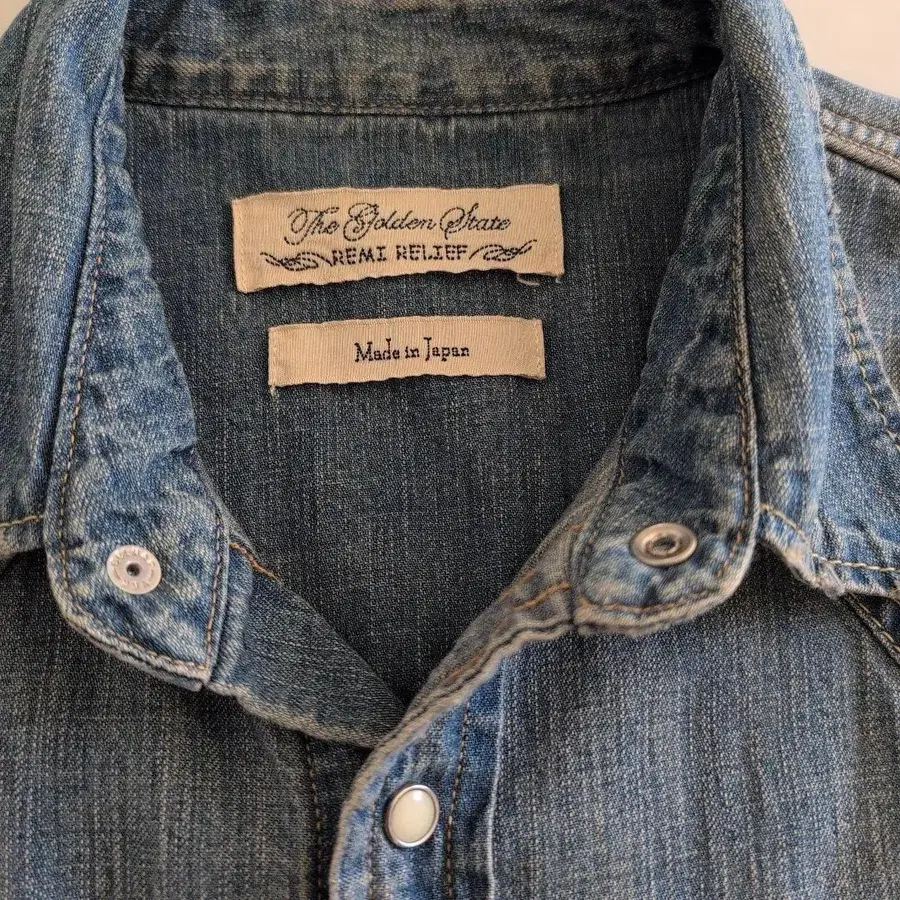 The Golden State
REMI RELIEF
Made in Japan